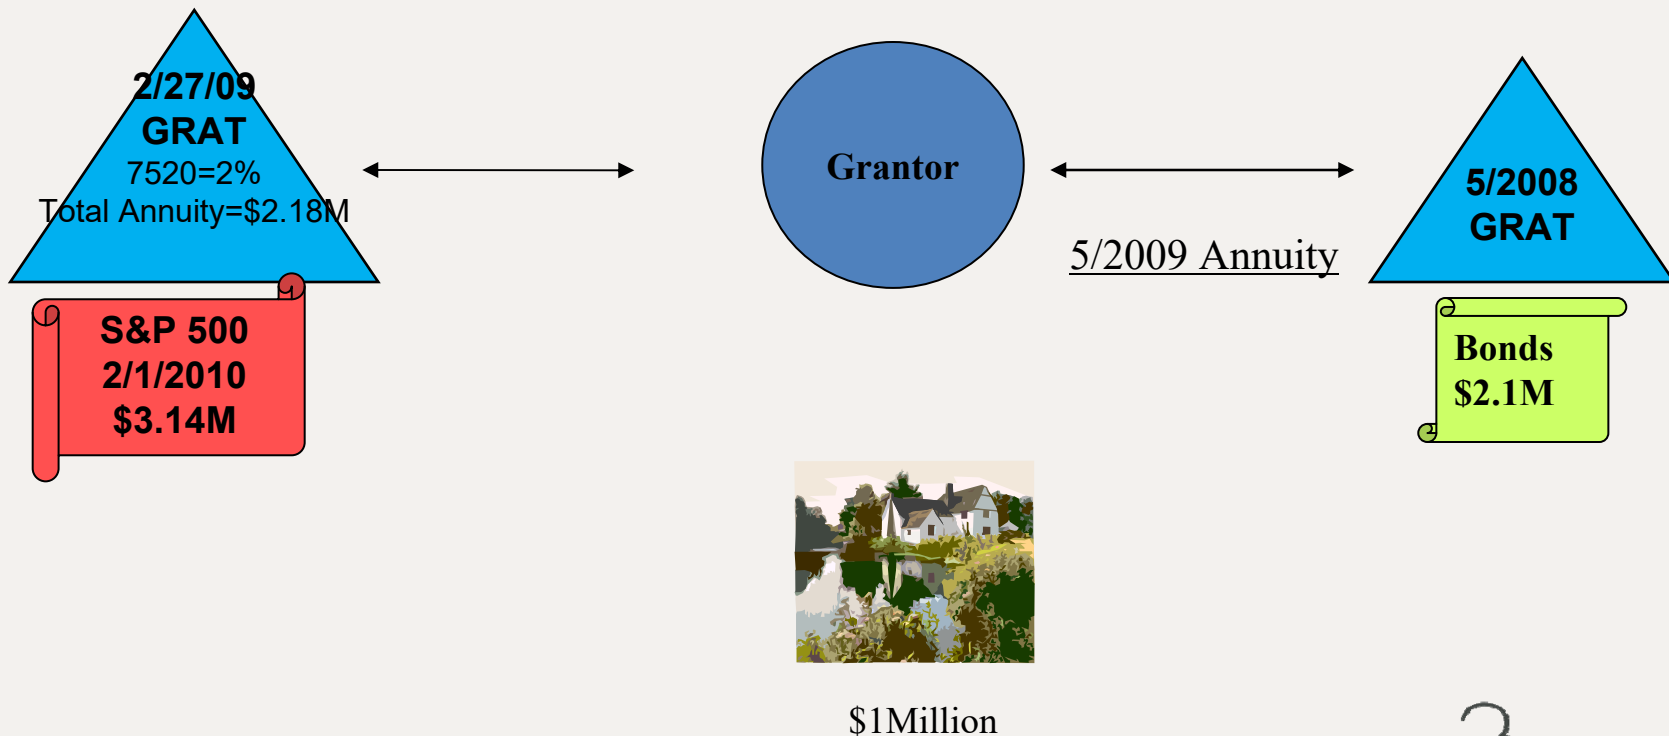 2/27/09
GRAT
7520=2%
Total Annuity=$2.18M
S&P 500
2/1/2010
$3.14M
Grantor
5/2009 Annuity
5/2008
GRAT
Bonds
$2.1M
$1Million